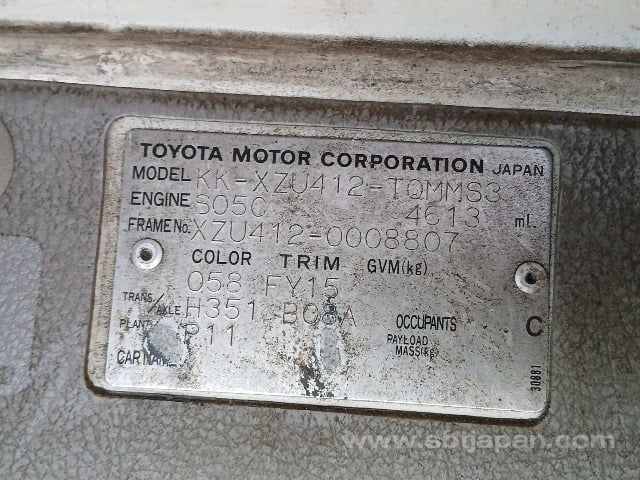 TOYOTA MOTOR CORPORATION JAPAN
MODEL KK-XZU412-TQMMS3
ENGINE S05C 4613 ml.
FRAME No. XZU412-0008807
COLOR TRIM GVM(kg)
058 FY15
TRANS/AXLE H351 B08A
PLANT P11 OCCUPANTS C
PAYLOAD MASS(kg)
CAR NAME
30881
www.sbtjapan.com